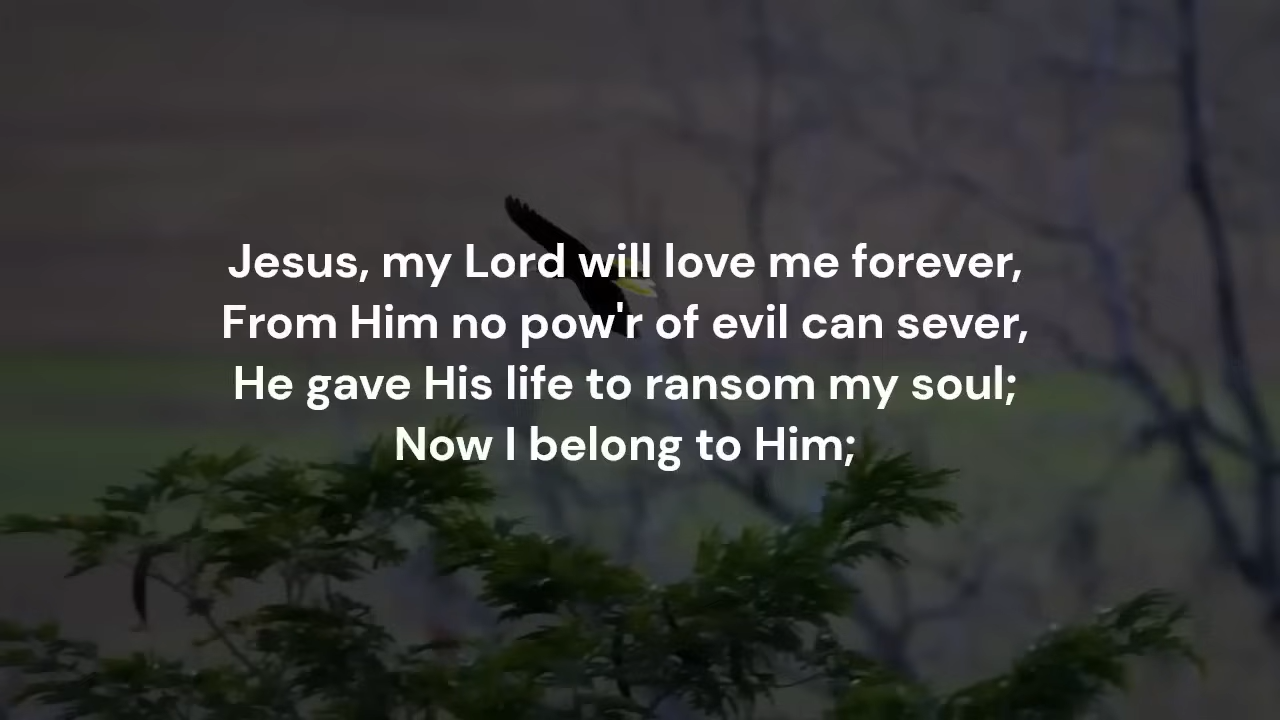 Jesus, my Lord will love me forever,
From Him no pow'r of evil can sever,
He gave His life to ransom my soul;
Now I belong to Him;